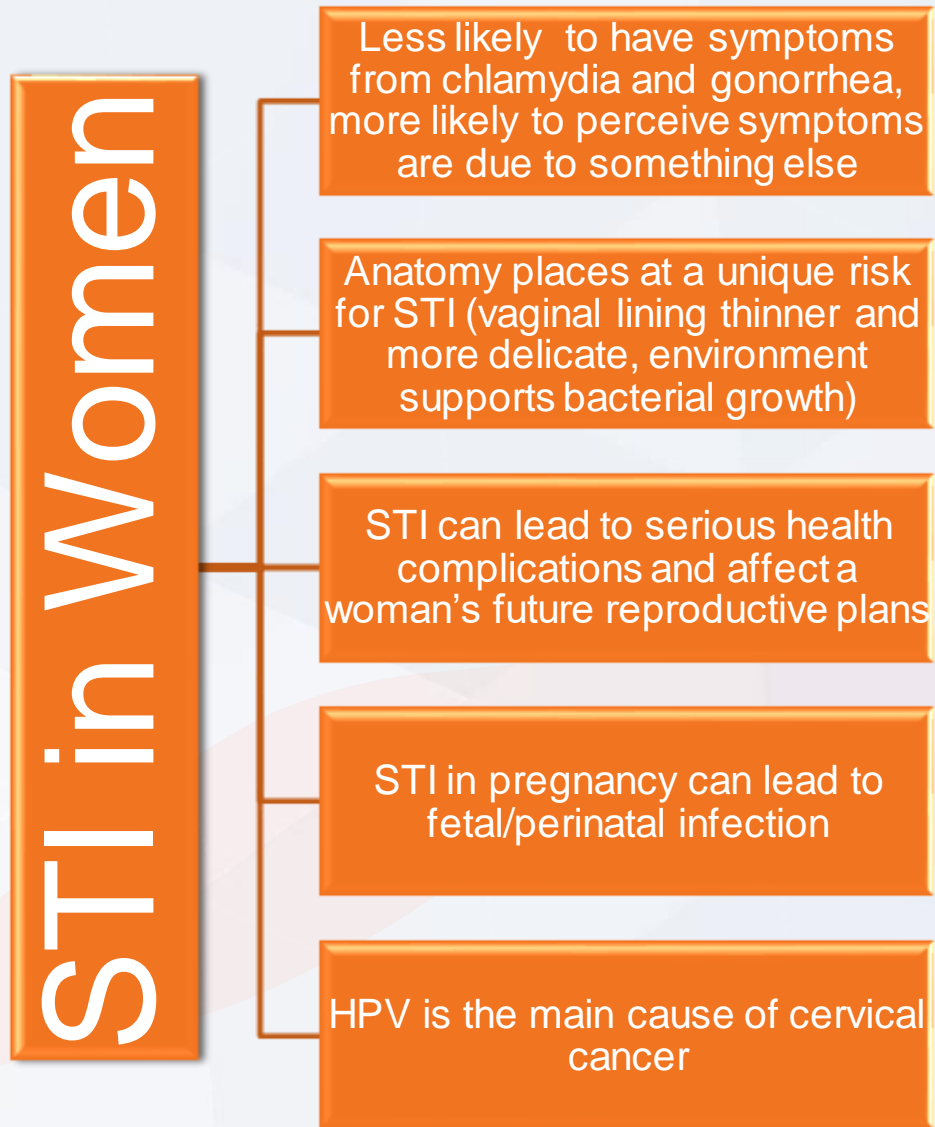 STI in Women
Less likely to have symptoms
from chlamydia and gonorrhea,
more likely to perceive symptoms
are due to something else
Anatomy places at a unique risk
for STI (vaginal lining thinner and
more delicate, environment
supports bacterial growth)
STI can lead to serious health
complications and affect a
woman’s future reproductive plans
STI in pregnancy can lead to
fetal/perinatal infection
HPV is the main cause of cervical
cancer